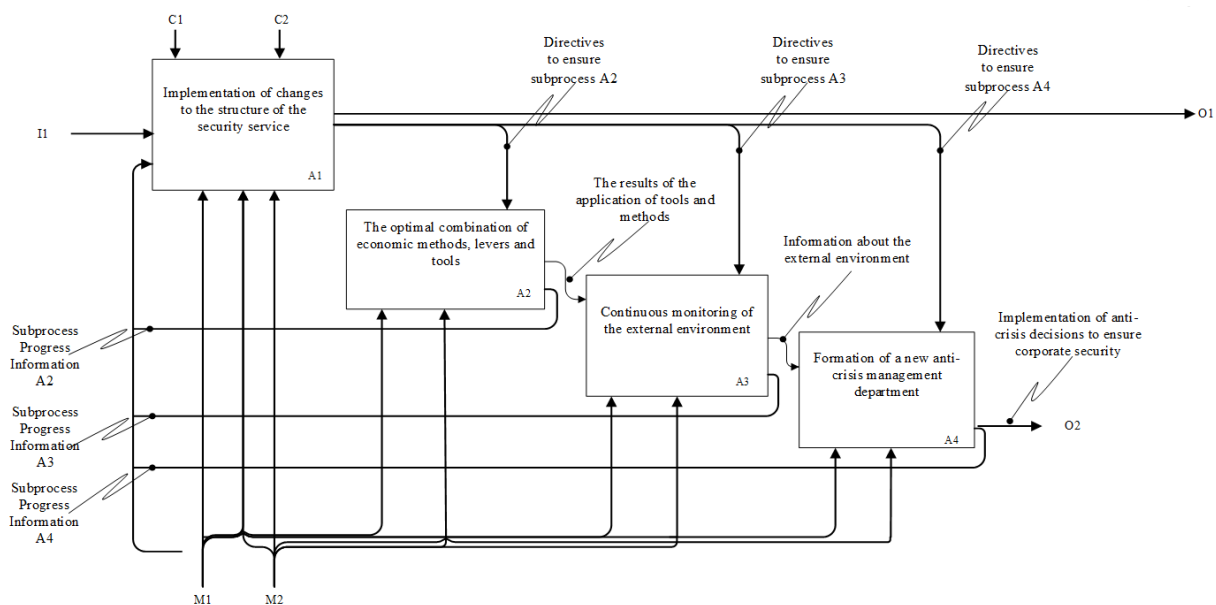 C1
C2
Directives
to ensure
subprocess A2
Directives
to ensure
subprocess A3
Directives
to ensure
subprocess A4
Implementation of changes
to the structure of the
security service
A1
I1
O1
The results of the
application of tools and
methods
The optimal combination of
economic methods, levers and
tools
A2
Information about the
external environment
Continuous monitoring of
the external environment
A3
Implementation of anti-
crisis decisions to ensure
corporate security
Formation of a new anti-
crisis management
department
A4
O2
Subprocess
Progress
Information
A2
Subprocess
Progress
Information
A3
Subprocess
Progress
Information
A4
M1
M2